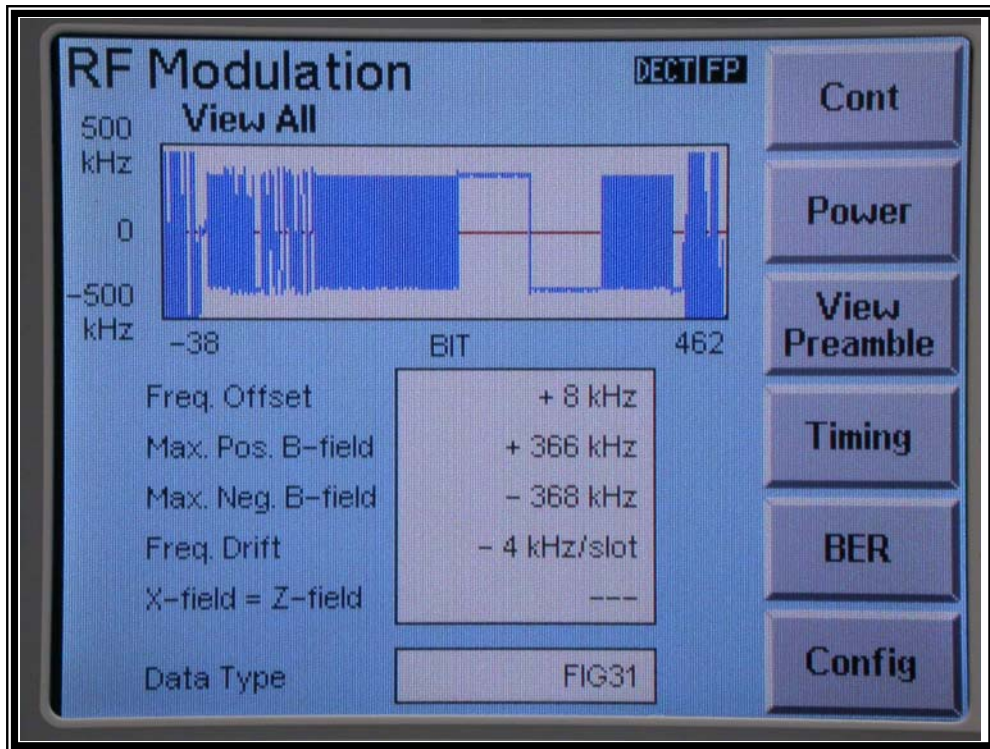 RF Modulation
DECT FP
View All
500
kHz
0
−500
kHz
−38
BIT
462
Freq. Offset
+ 8 kHz
Max. Pos. B−field
+ 366 kHz
Max. Neg. B−field
− 368 kHz
Freq. Drift
− 4 kHz/slot
X−field = Z−field
−−−
Data Type
FIG31
Cont
Power
View
Preamble
Timing
BER
Config